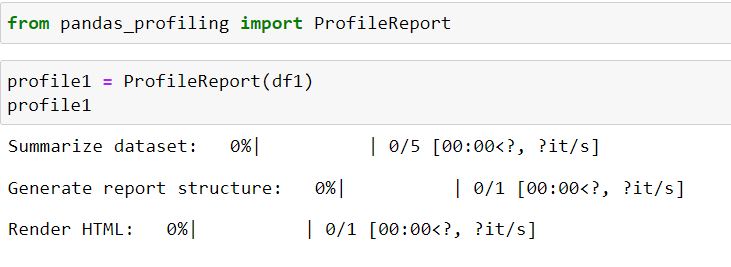 from pandas_profiling import ProfileReport
profile1 = ProfileReport(df1)
profile1
Summarize dataset:   0%|          | 0/5 [00:00<?, ?it/s]
Generate report structure:   0%|          | 0/1 [00:00<?, ?it/s]
Render HTML:   0%|          | 0/1 [00:00<?, ?it/s]